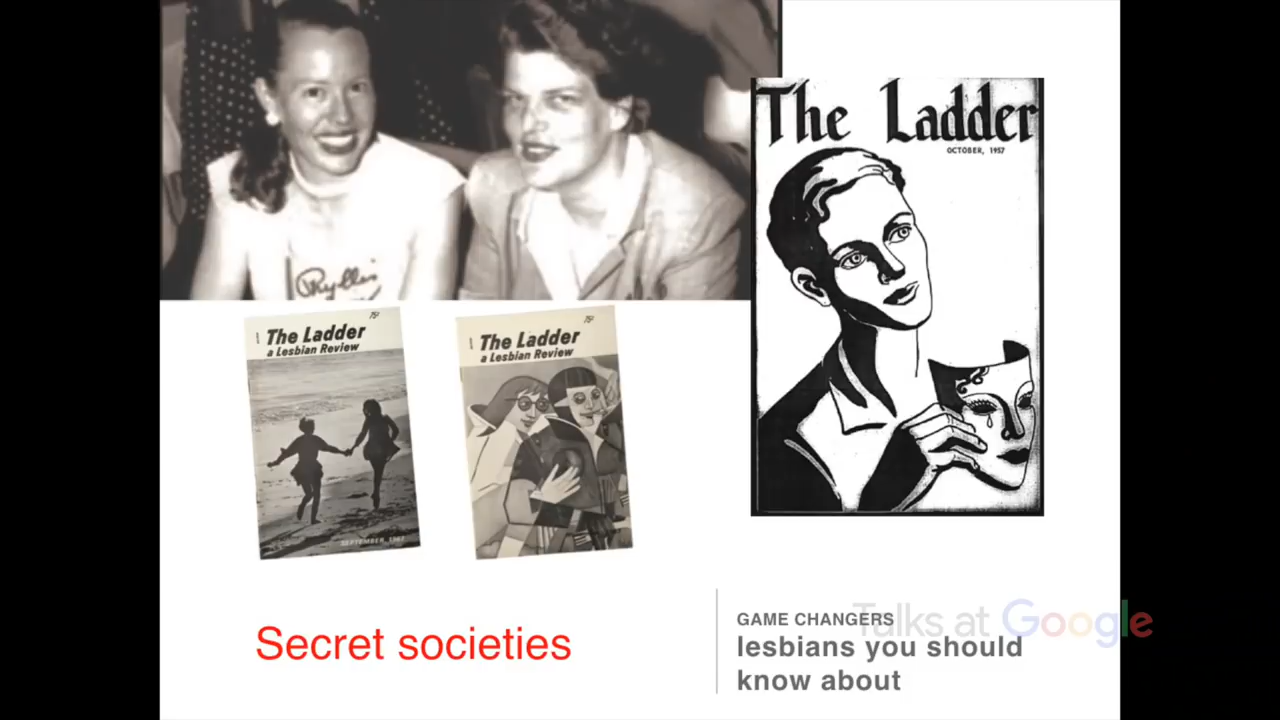 Phyllis
The Ladder
OCTOBER, 1957
75¢
The Ladder
a Lesbian Review
SEPTEMBER, 1967
75¢
The Ladder
a Lesbian Review
Secret societies
GAME CHANGERS
lesbians you should
know about
Talks at Google